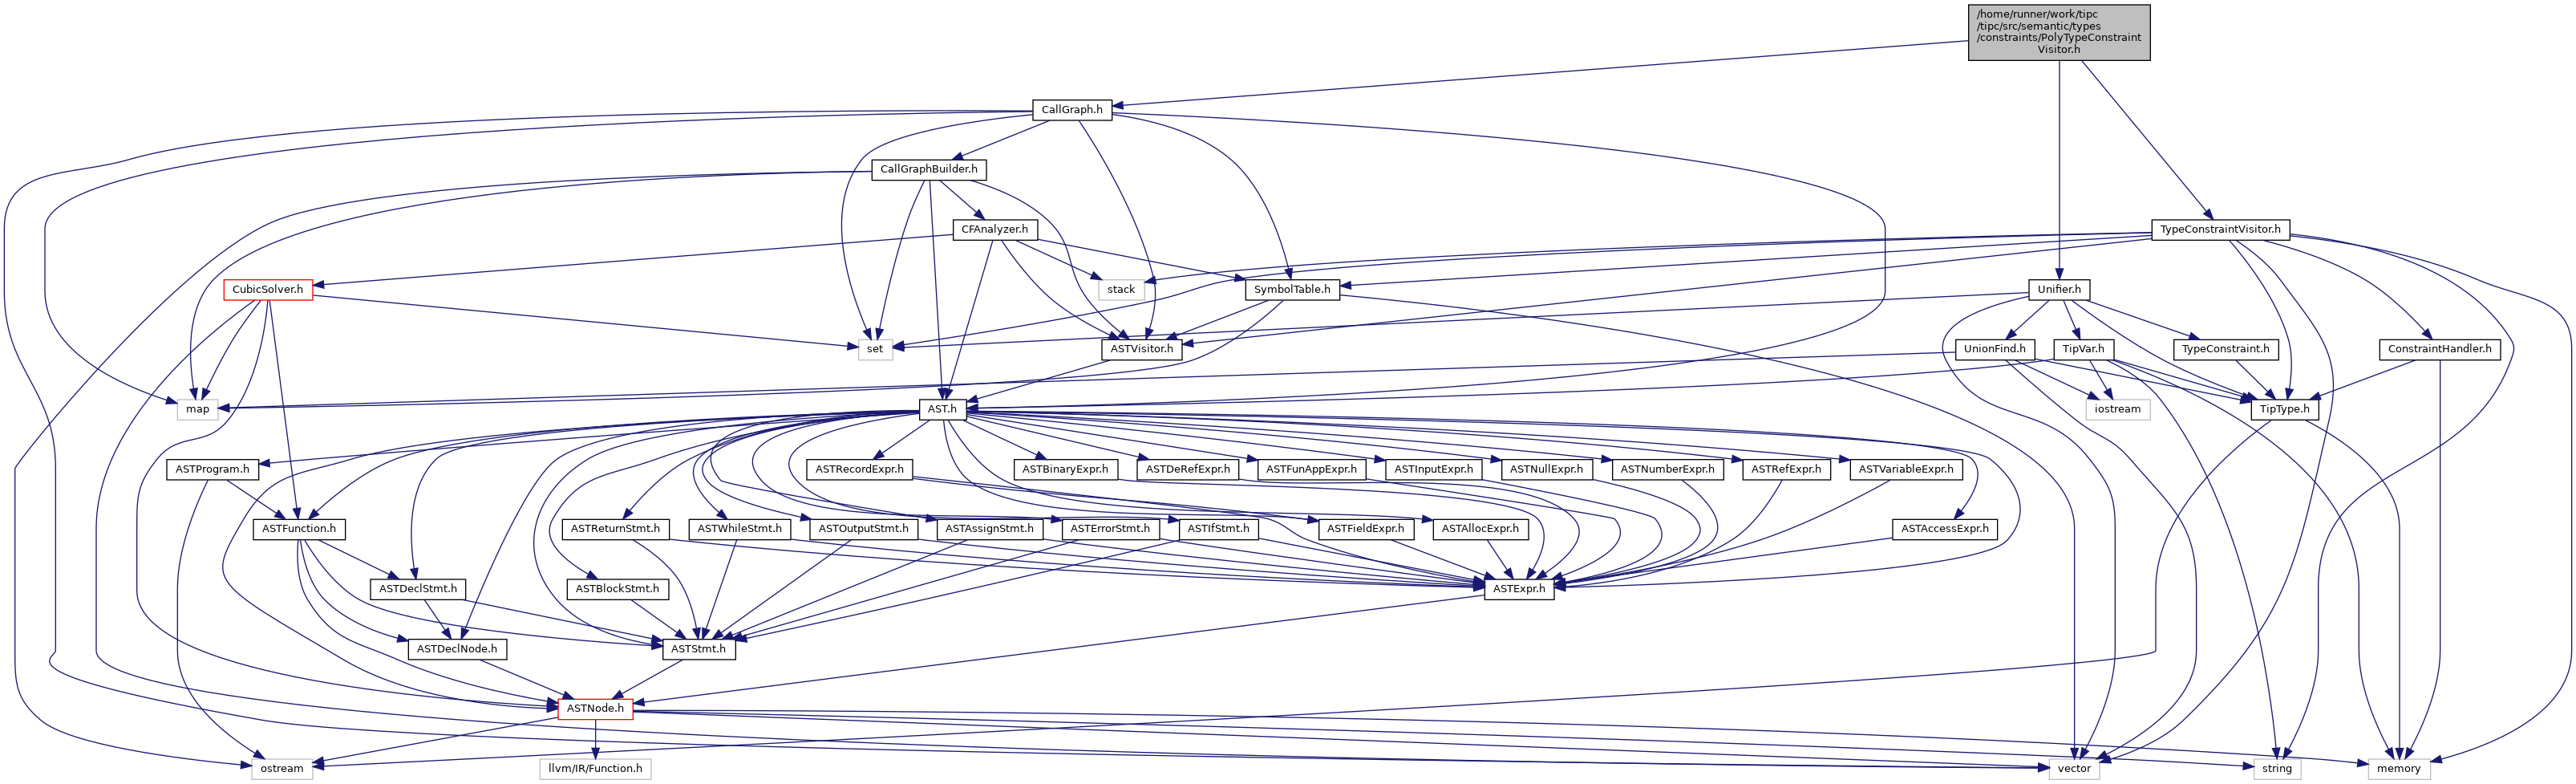 /home/runner/work/tipc
/tipc/src/semantic/types
/constraints/PolyTypeConstraint
Visitor.h
CallGraph.h
CallGraphBuilder.h
CFAnalyzer.h
TypeConstraintVisitor.h
CubicSolver.h
stack
SymbolTable.h
Unifier.h
set
ASTVisitor.h
UnionFind.h
TipVar.h
TypeConstraint.h
ConstraintHandler.h
map
AST.h
iostream
TipType.h
ASTProgram.h
ASTRecordExpr.h
ASTBinaryExpr.h
ASTDeRefExpr.h
ASTFunAppExpr.h
ASTInputExpr.h
ASTNullExpr.h
ASTNumberExpr.h
ASTRefExpr.h
ASTVariableExpr.h
ASTFunction.h
ASTReturnStmt.h
ASTWhileStmt.h
ASTOutputStmt.h
ASTAssignStmt.h
ASTErrorStmt.h
ASTIfStmt.h
ASTFieldExpr.h
ASTAllocExpr.h
ASTAccessExpr.h
ASTDeclStmt.h
ASTBlockStmt.h
ASTExpr.h
ASTDeclNode.h
ASTStmt.h
ASTNode.h
ostream
llvm/IR/Function.h
vector
string
memory